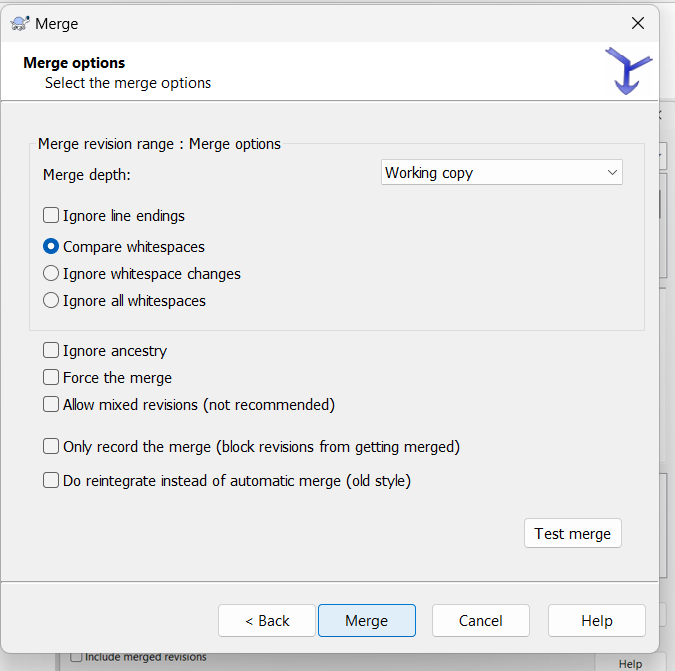 Merge
Merge options
Select the merge options
Merge revision range : Merge options
Merge depth:
Working copy
Ignore line endings
Compare whitespaces
Ignore whitespace changes
Ignore all whitespaces
Ignore ancestry
Force the merge
Allow mixed revisions (not recommended)
Only record the merge (block revisions from getting merged)
Do reintegrate instead of automatic merge (old style)
Test merge
< Back
Merge
Cancel
Help
Include merged revisions
Help